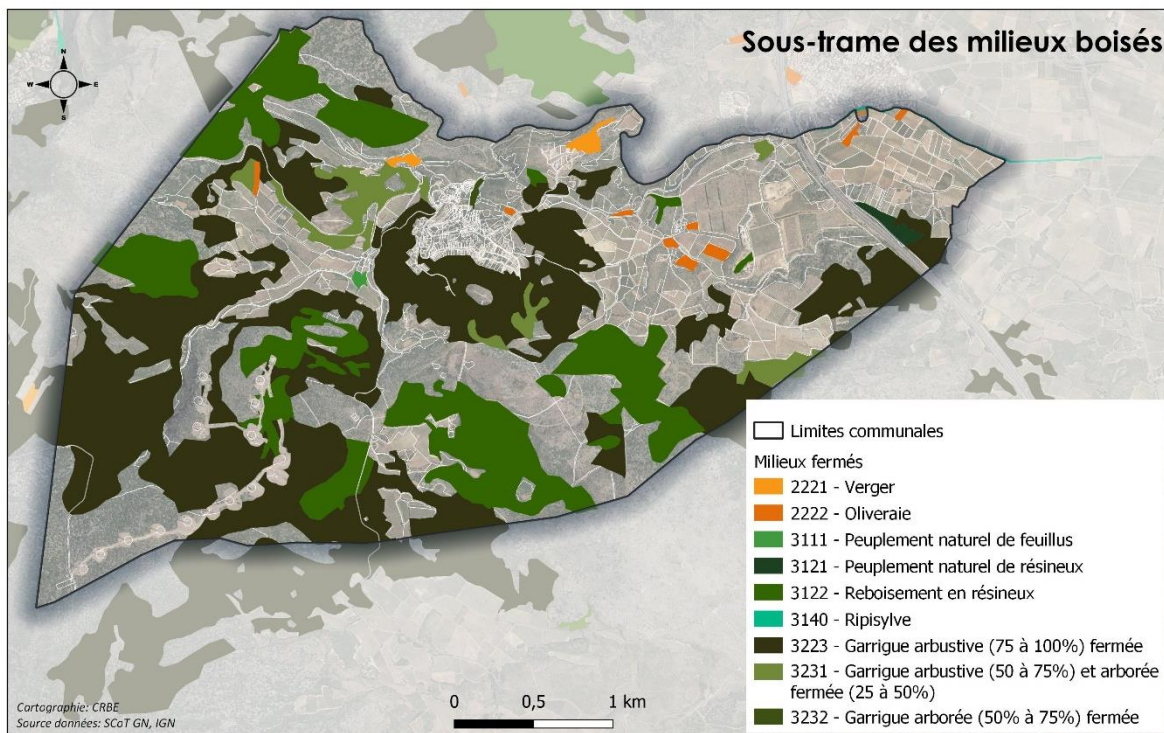 Sous-trame des milieux boisés
N
W E
S
Limites communales
Milieux fermés
2221 - Verger
2222 - Oliveraie
3111 - Peuplement naturel de feuillus
3121 - Peuplement naturel de résineux
3122 - Reboisement en résineux
3140 - Ripisylve
3223 - Garrigue arbustive (75 à 100%) fermée
3231 - Garrigue arbustive (50 à 75%) et arborée
fermée (25 à 50%)
3232 - Garrigue arborée (50% à 75%) fermée
0 0,5 1 km
Cartographie: CRBE
Source données: SCoT GN, IGN